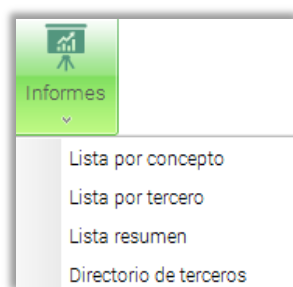 Informes
Lista por concepto
Lista por tercero
Lista resumen
Directorio de terceros